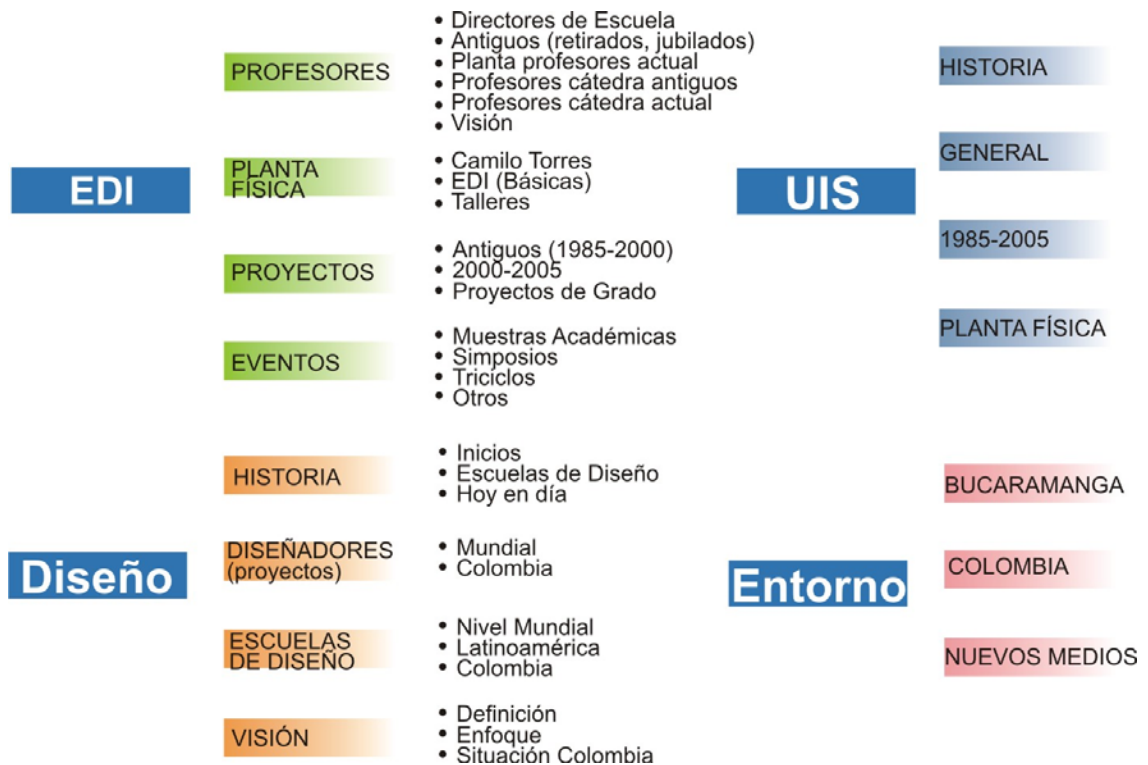 EDI
PROFESORES
• Directores de Escuela
• Antiguos (retirados, jubilados)
• Planta profesores actual
• Profesores cátedra antiguos
• Profesores cátedra actual
• Visión
PLANTA
FÍSICA
• Camilo Torres
• EDI (Básicas)
• Talleres
PROYECTOS
• Antiguos (1985-2000)
• 2000-2005
• Proyectos de Grado
EVENTOS
• Muestras Académicas
• Simposios
• Triciclos
• Otros
UIS
HISTORIA
GENERAL
1985-2005
PLANTA FÍSICA
Diseño
HISTORIA
• Inicios
• Escuelas de Diseño
• Hoy en día
DISEÑADORES
(proyectos)
• Mundial
• Colombia
ESCUELAS
DE DISEÑO
• Nivel Mundial
• Latinoamérica
• Colombia
VISIÓN
• Definición
• Enfoque
• Situación Colombia
Entorno
BUCARAMANGA
COLOMBIA
NUEVOS MEDIOS